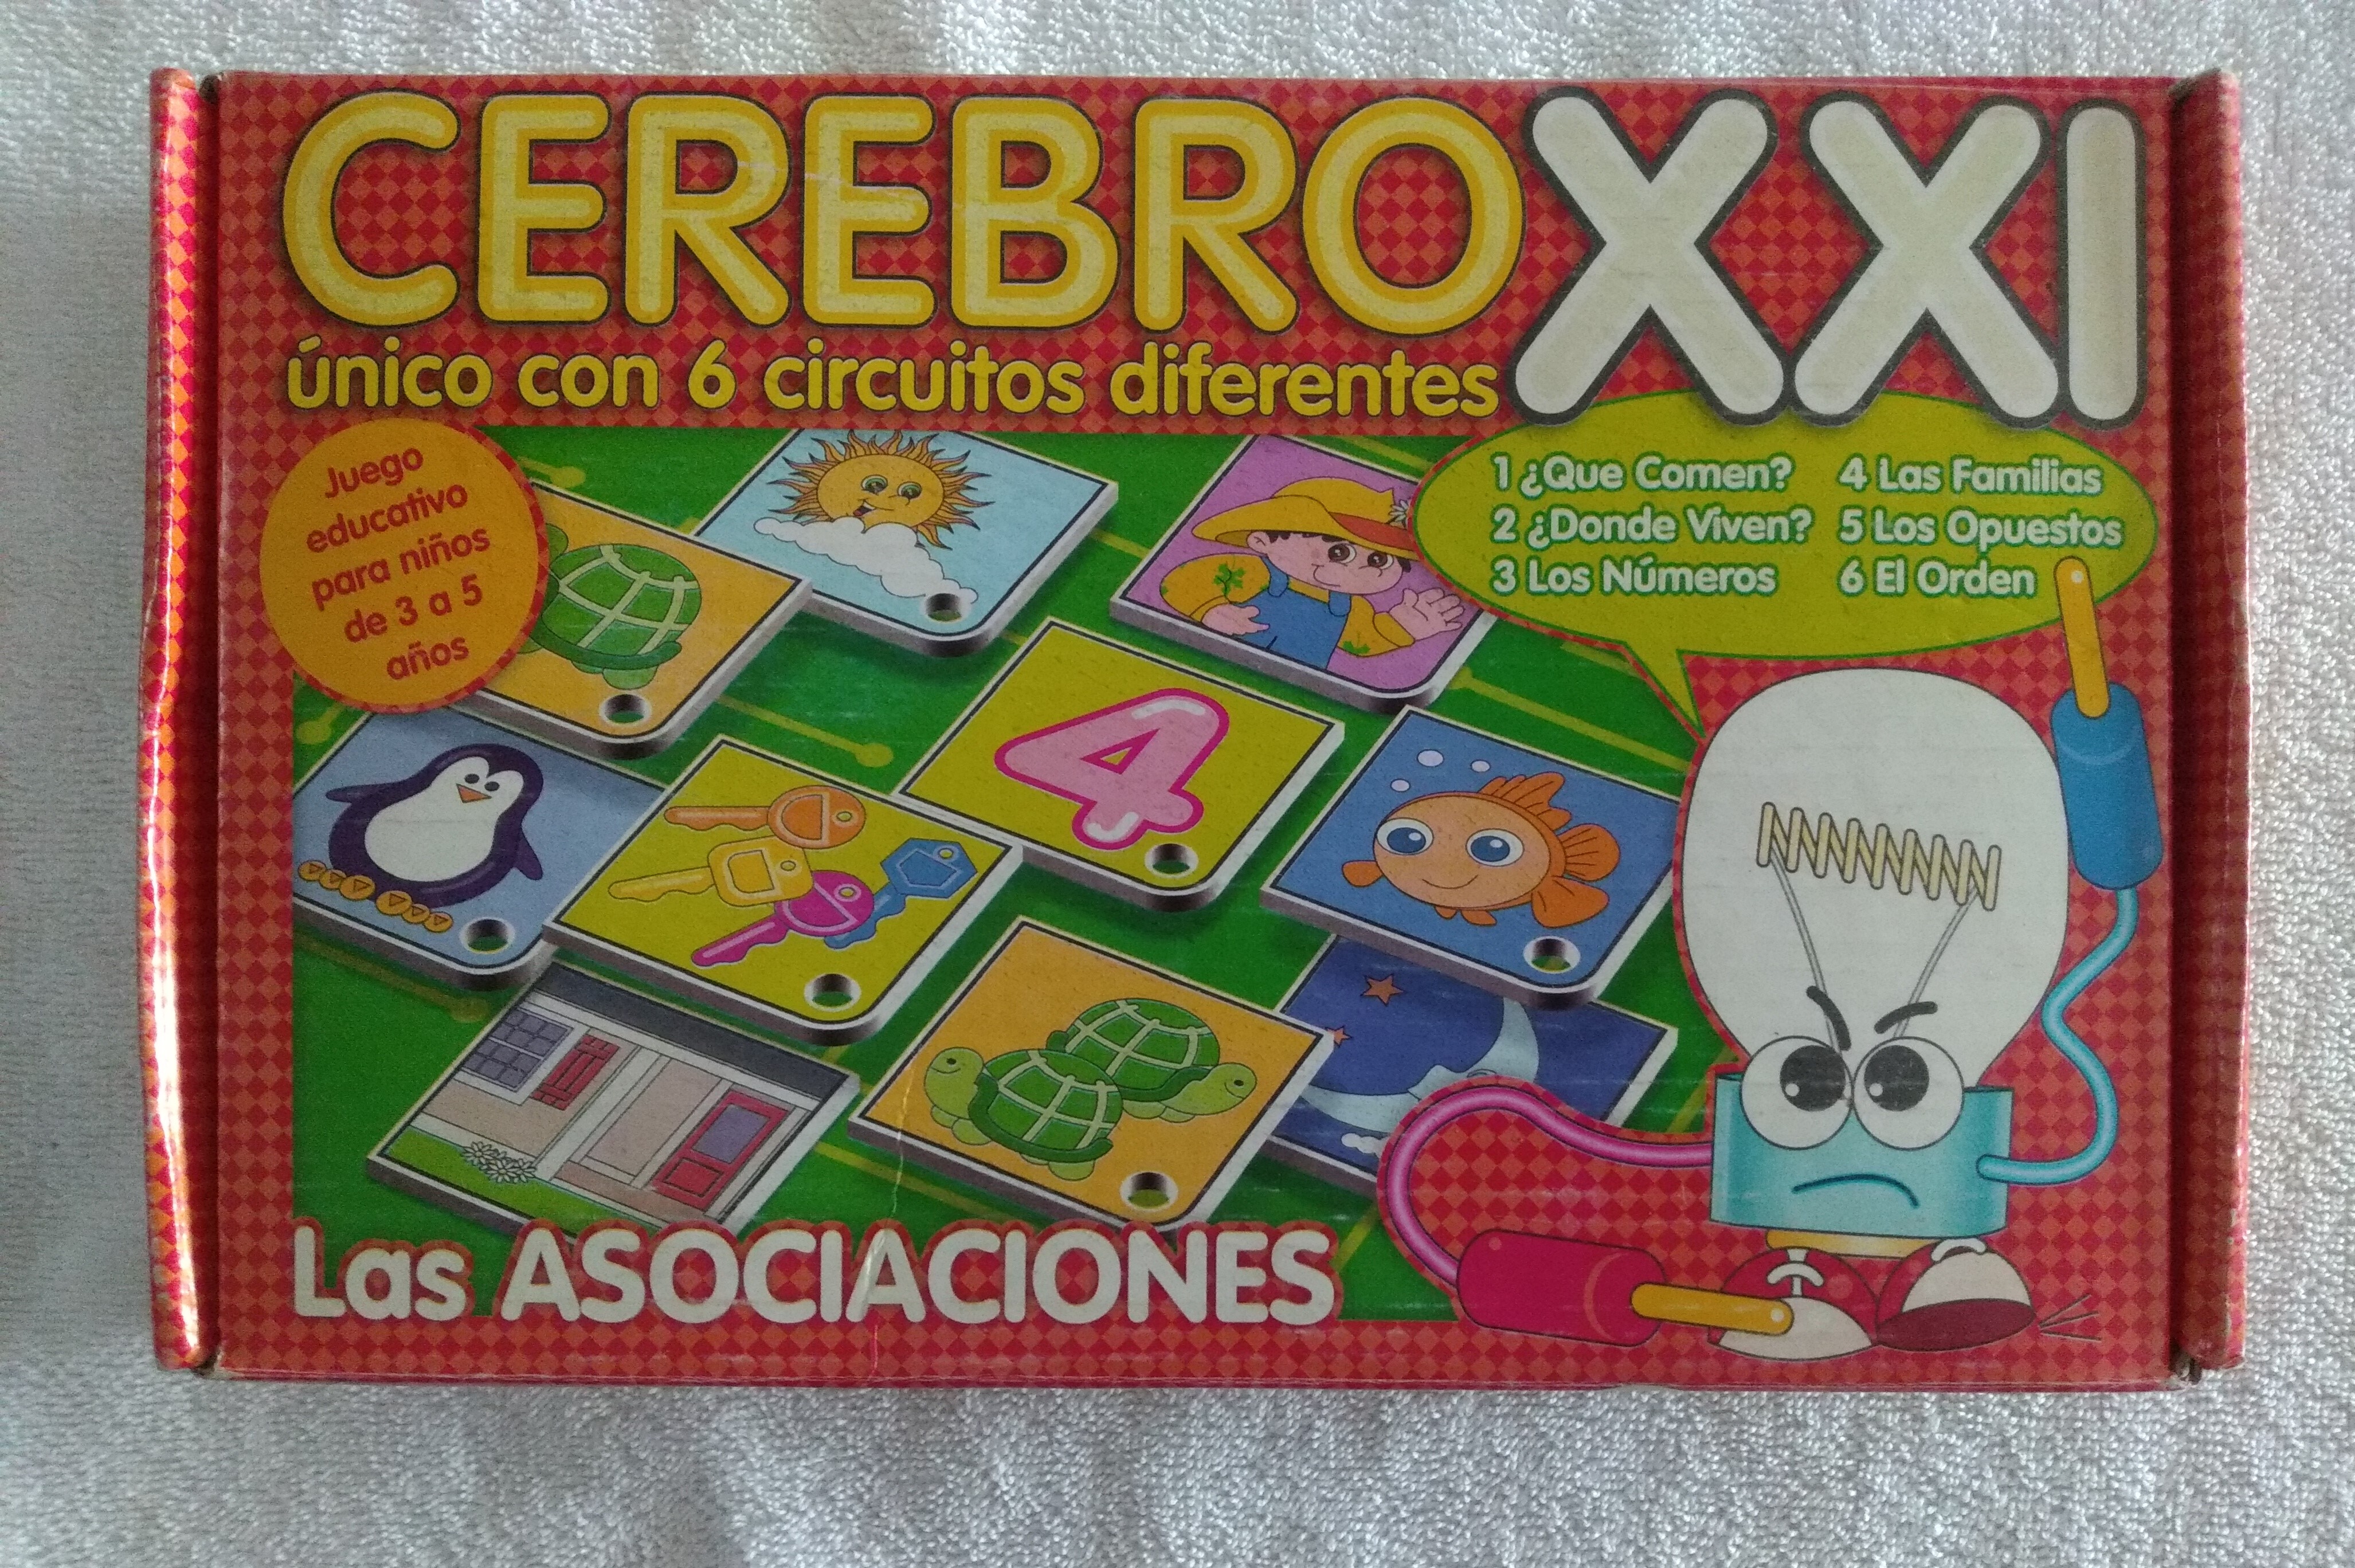 CEREBRO XXI
único con 6 circuitos diferentes
Juego
educativo
para niños
de 3 a 5
años
1 ¿Que Comen?
2 ¿Donde Viven?
3 Los Números
4 Las Familias
5 Los Opuestos
6 El Orden
4
Las ASOCIACIONES